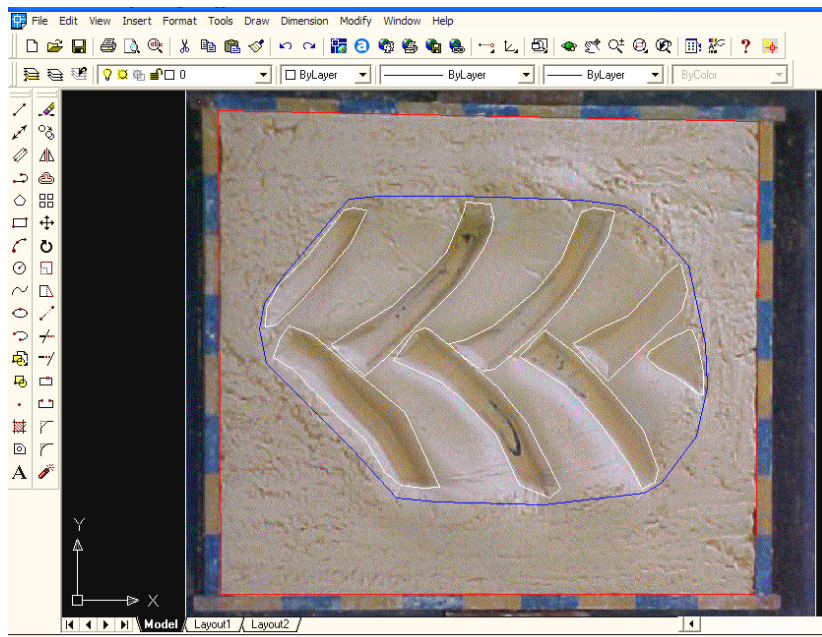 File Edit View Insert Format Tools Draw Dimension Modify Window Help
0 ByLayer ByLayer ByLayer ByColor
A
Y
X
Model Layout1 Layout2